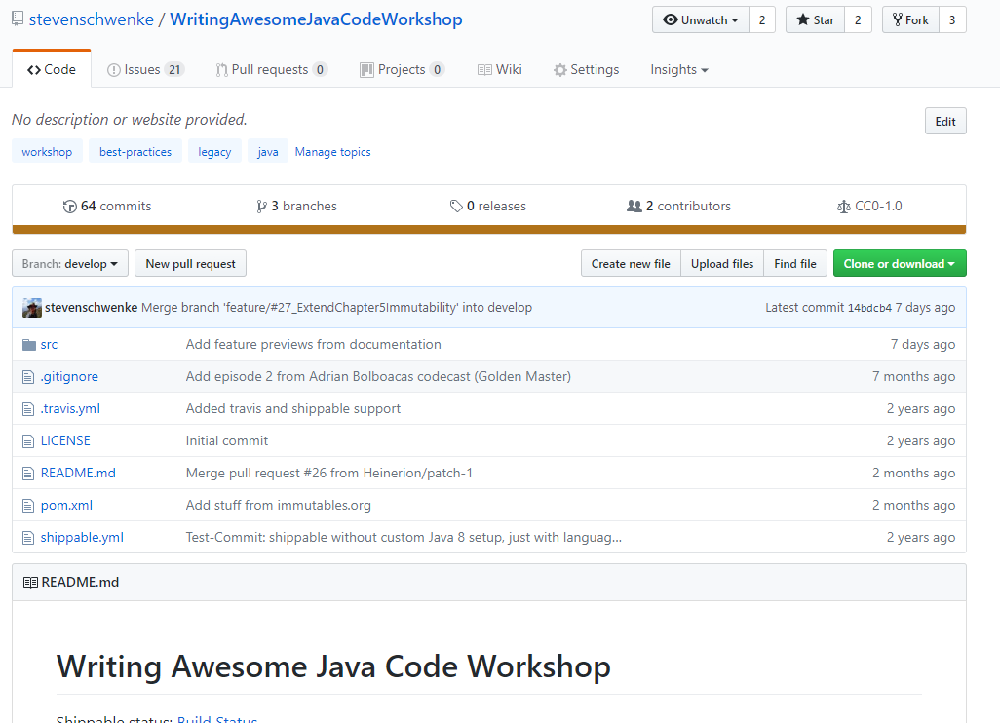 stevenschwenke / WritingAwesomeJavaCodeWorkshop Unwatch 2 Star 2 Fork 3
Code Issues 21 Pull requests 0 Projects 0 Wiki Settings Insights
No description or website provided. Edit
workshop best-practices legacy java Manage topics
64 commits 3 branches 0 releases 2 contributors CC0-1.0
Branch: develop New pull request Create new file Upload files Find file Clone or download
stevenschwenke Merge branch 'feature/#27_ExtendChapter5Immutability' into develop Latest commit 14bdcb4 7 days ago
src Add feature previews from documentation 7 days ago
.gitignore Add episode 2 from Adrian Bolboacas codecast (Golden Master) 7 months ago
.travis.yml Added travis and shippable support 2 years ago
LICENSE Initial commit 2 years ago
README.md Merge pull request #26 from Heinerion/patch-1 2 months ago
pom.xml Add stuff from immutables.org 2 months ago
shippable.yml Test-Commit: shippable without custom Java 8 setup, just with languag... 2 years ago
README.md
Writing Awesome Java Code Workshop
Shippable status: Build Status